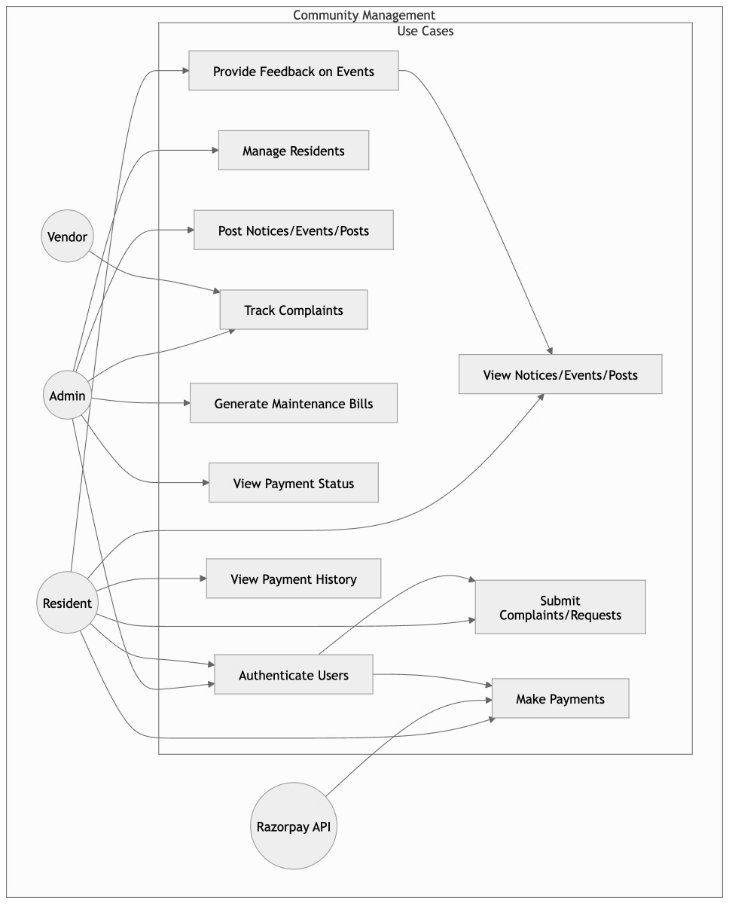 Community Management
Use Cases
Provide Feedback on Events
Manage Residents
Post Notices/Events/Posts
Vendor
Track Complaints
View Notices/Events/Posts
Admin
Generate Maintenance Bills
View Payment Status
View Payment History
Resident
Submit
Complaints/Requests
Authenticate Users
Make Payments
Razorpay API